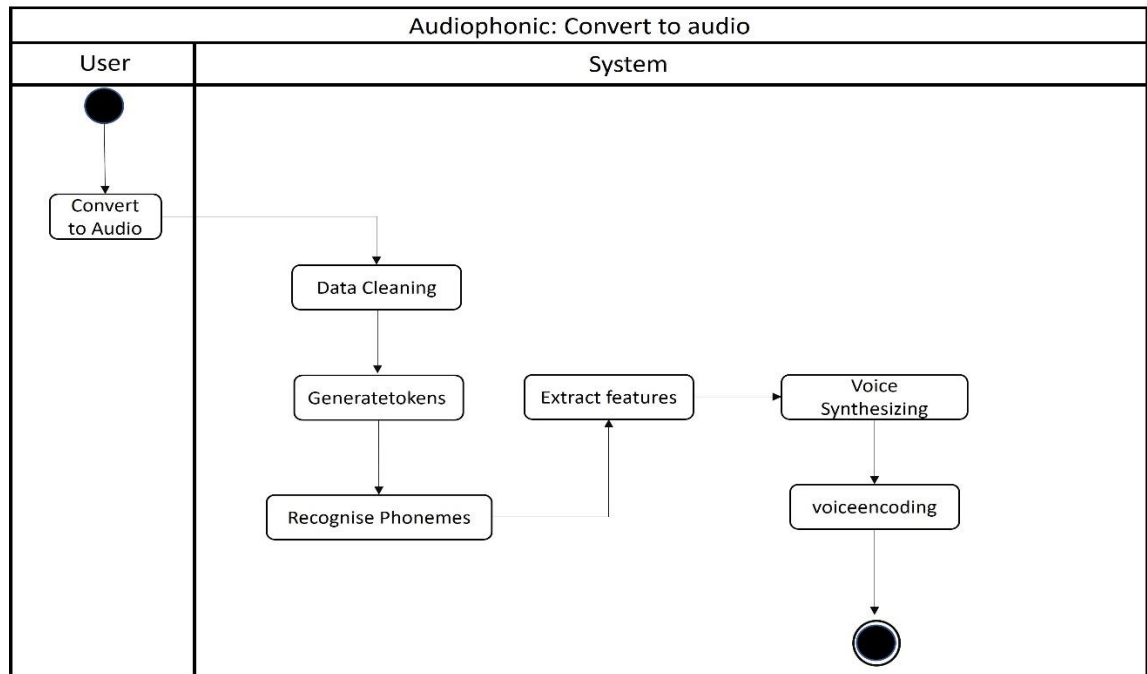 Audiophonic: Convert to audio
User
System
Convert
to Audio
Data Cleaning
Generatetokens
Recognise Phonemes
Extract features
Voice
Synthesizing
voiceencoding